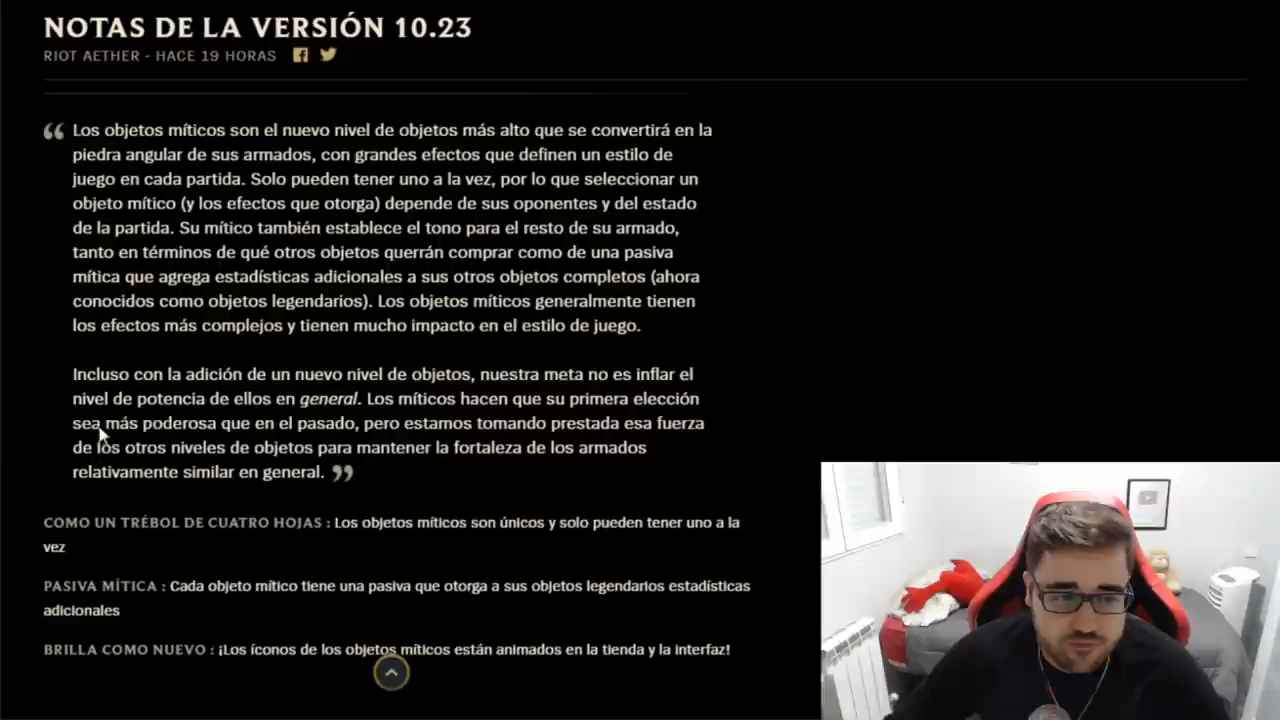 NOTAS DE LA VERSIÓN 10.23
RIOT AETHER - HACE 19 HORAS
Los objetos míticos son el nuevo nivel de objetos más alto que se convertirá en la
piedra angular de sus armados, con grandes efectos que definen un estilo de
juego en cada partida. Solo pueden tener uno a la vez, por lo que seleccionar un
objeto mítico (y los efectos que otorga) depende de sus oponentes y del estado
de la partida. Su mítico también establece el tono para el resto de su armado,
tanto en términos de qué otros objetos querrán comprar como de una pasiva
mítica que agrega estadísticas adicionales a sus otros objetos completos (ahora
conocidos como objetos legendarios). Los objetos míticos generalmente tienen
los efectos más complejos y tienen mucho impacto en el estilo de juego.
Incluso con la adición de un nuevo nivel de objetos, nuestra meta no es inflar el
nivel de potencia de ellos en general. Los míticos hacen que su primera elección
sea más poderosa que en el pasado, pero estamos tomando prestada esa fuerza
de los otros niveles de objetos para mantener la fortaleza de los armados
relativamente similar en general.
COMO UN TRÉBOL DE CUATRO HOJAS : Los objetos míticos son únicos y solo pueden tener uno a la
vez
PASIVA MÍTICA : Cada objeto mítico tiene una pasiva que otorga a sus objetos legendarios estadísticas
adicionales
BRILLA COMO NUEVO : ¡Los íconos de los objetos míticos están animados en la tienda y la interfaz!